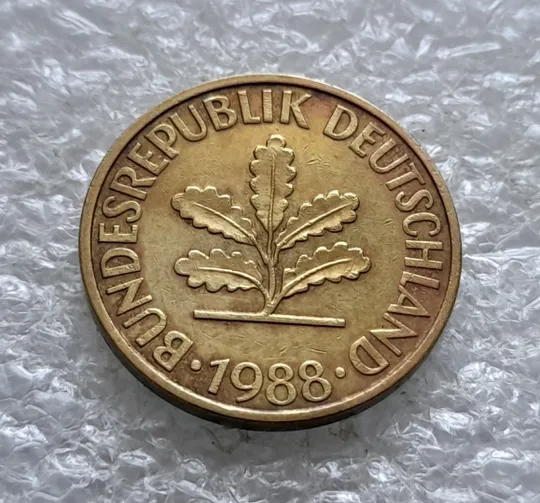 BUNDESREPUBLIK DEUTSCHLAND
· 1988 ·